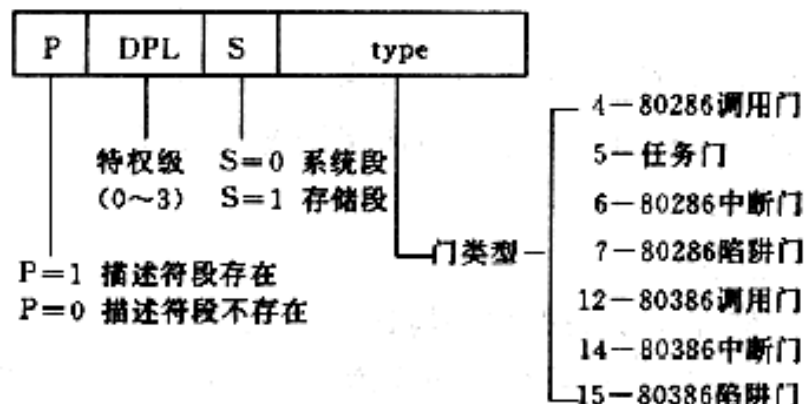 P DPL S type
特权级 S=0 系统段
(0～3) S=1 存储段
P=1 描述符段存在
P=0 描述符段不存在
门类型
4—80286调用门
5—任务门
6—80286中断门
7—80286陷阱门
12—80386调用门
14—80386中断门
15—80386陷阱门